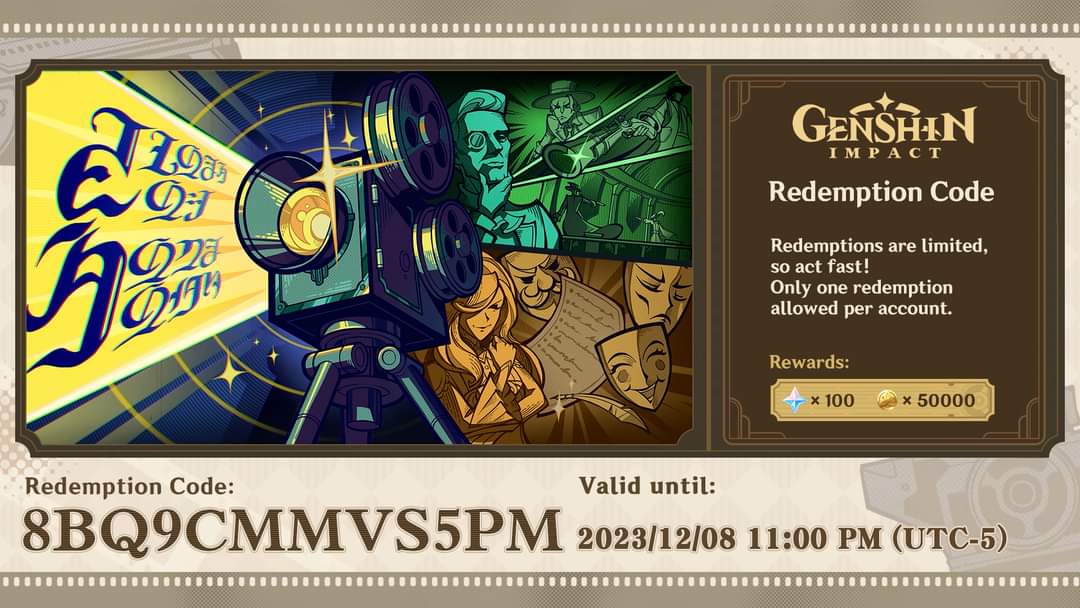 GENSHIN
IMPACT
Redemption Code
Redemptions are limited,
so act fast!
Only one redemption
allowed per account.
Rewards:
× 100 × 50000
Redemption Code:
8BQ9CMMVS5PM
Valid until:
2023/12/08 11:00 PM (UTC-5)